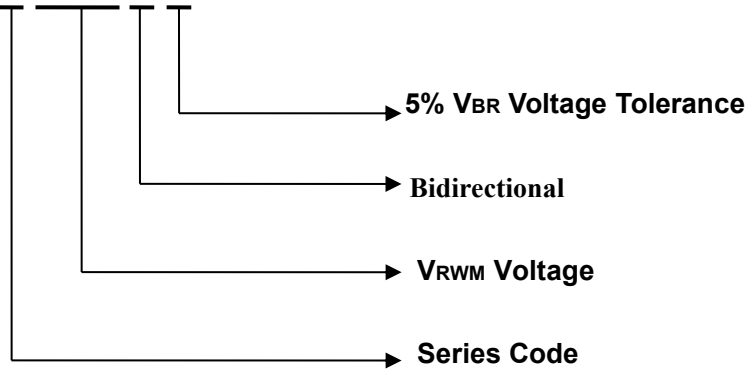 5% VBR Voltage Tolerance
Bidirectional
VRWM Voltage
Series Code